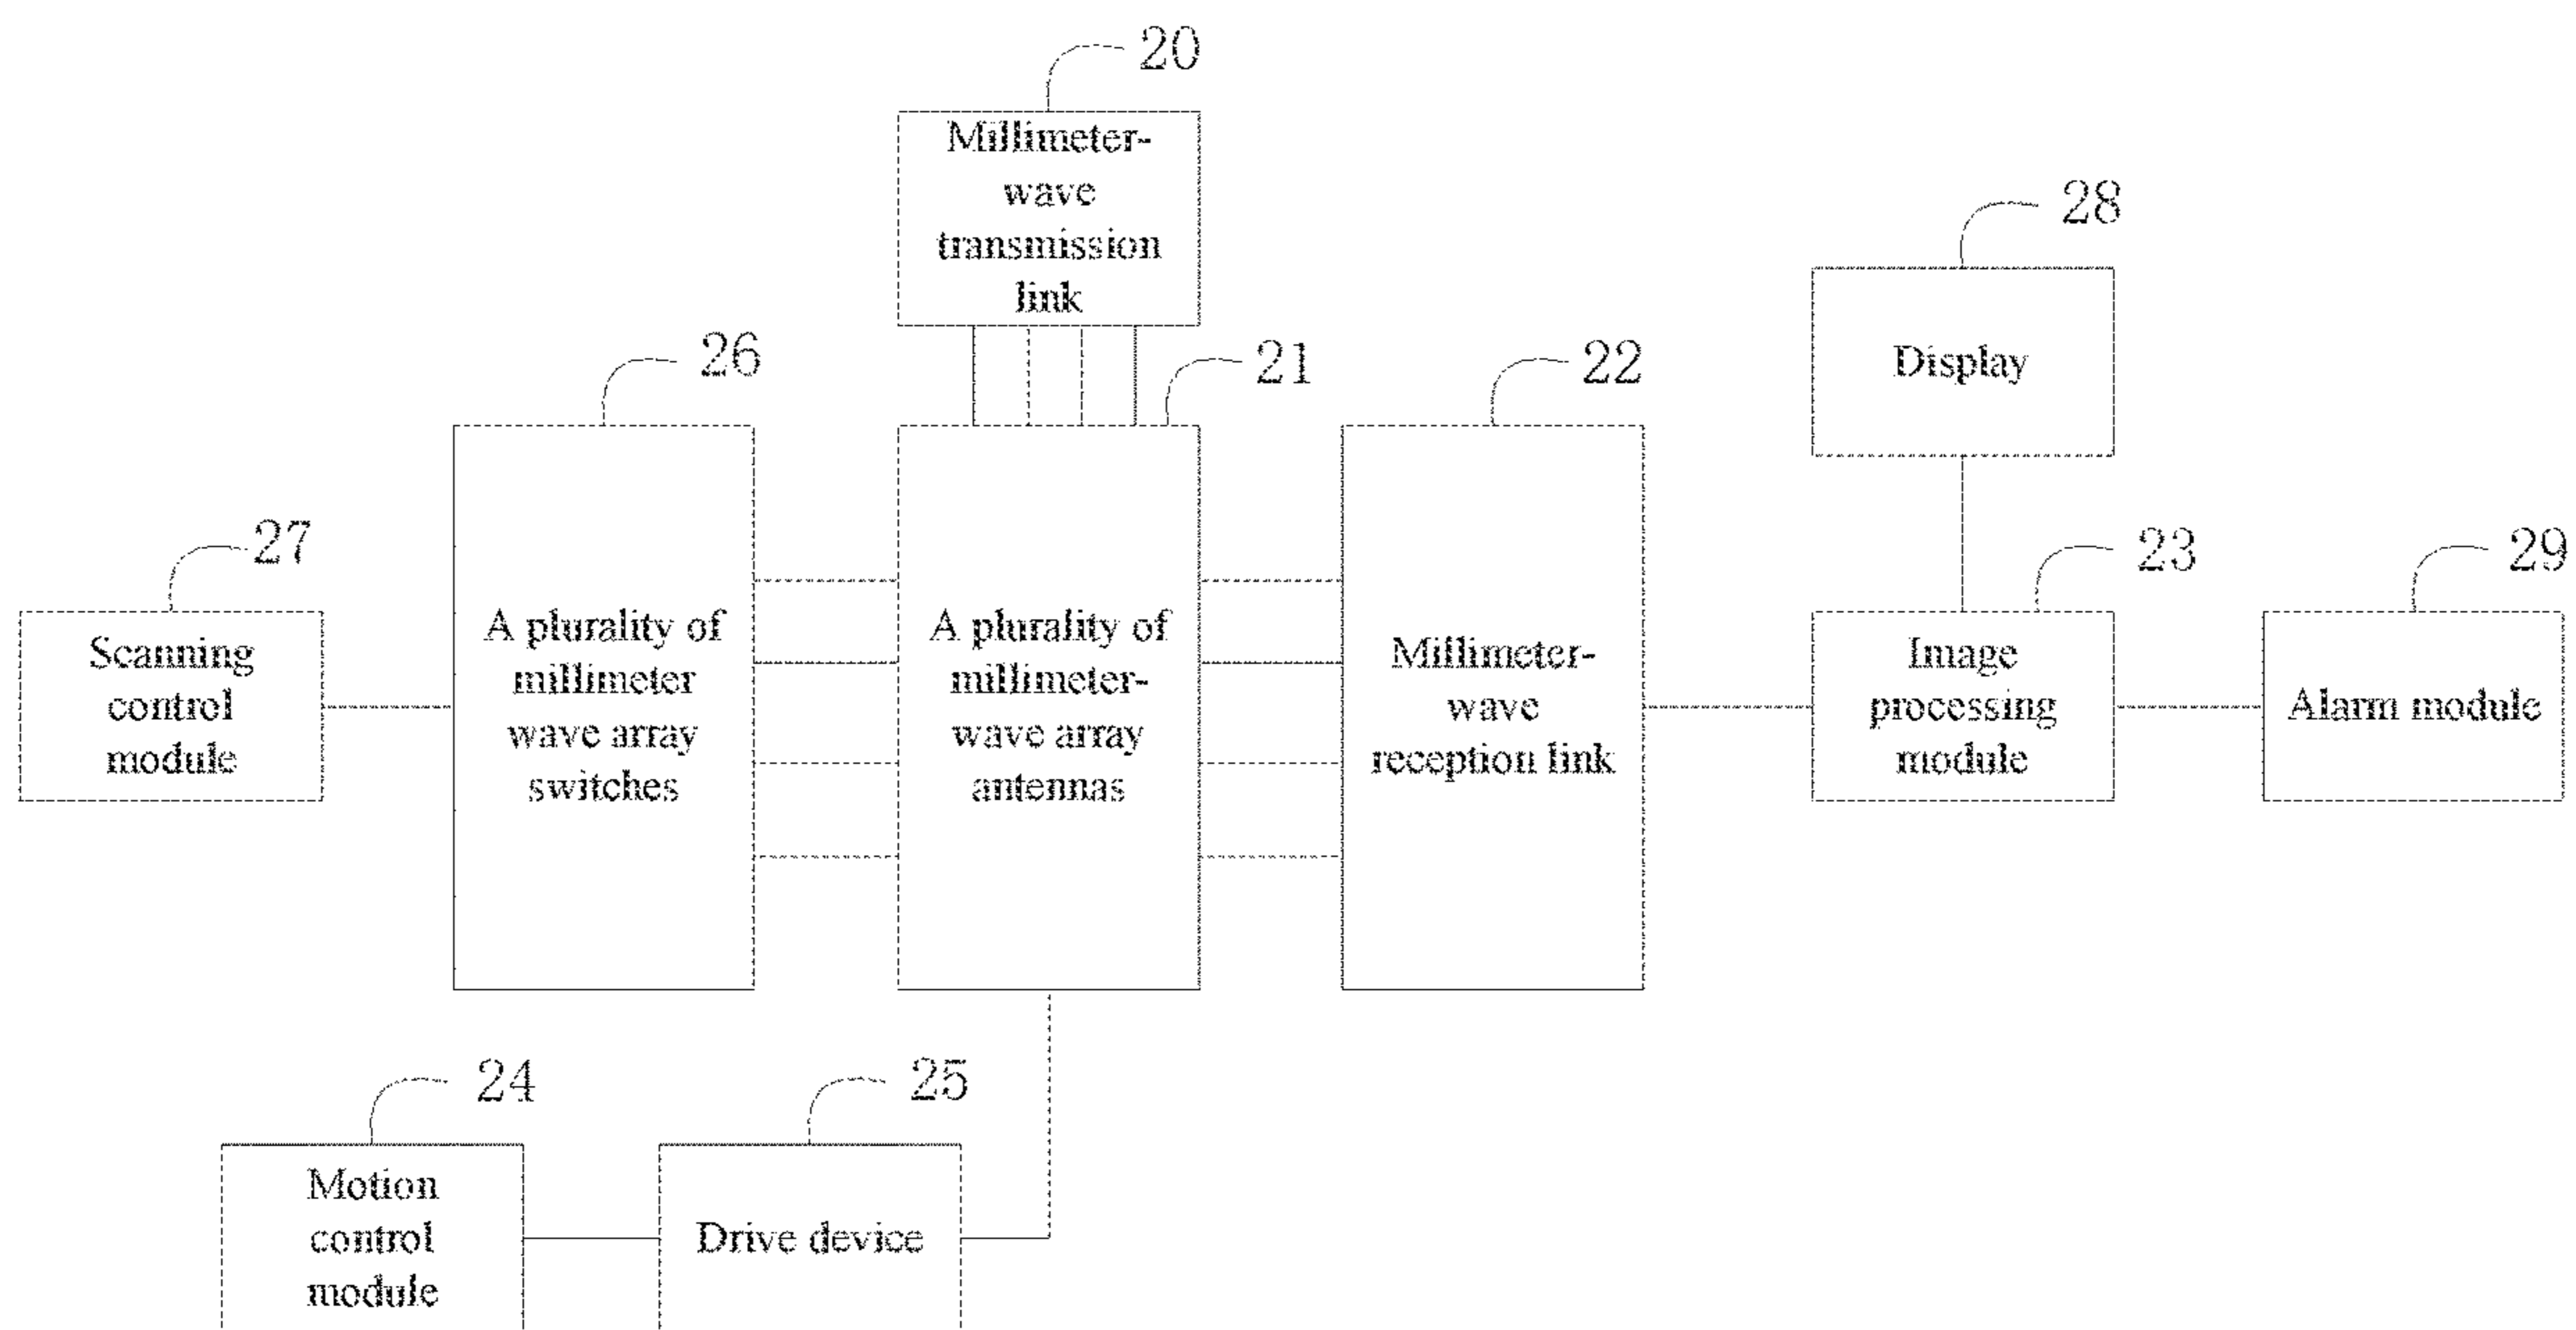 20
Millimeter-
wave
transmission
link
28
Display
26
21
22
27
Scanning
control
module
A plurality of
millimeter
wave array
switches
A plurality of
millimeter-
wave array
antennas
Millimeter-
wave
reception link
23
Image
processing
module
29
Alarm module
24
Motion
control
module
25
Drive device